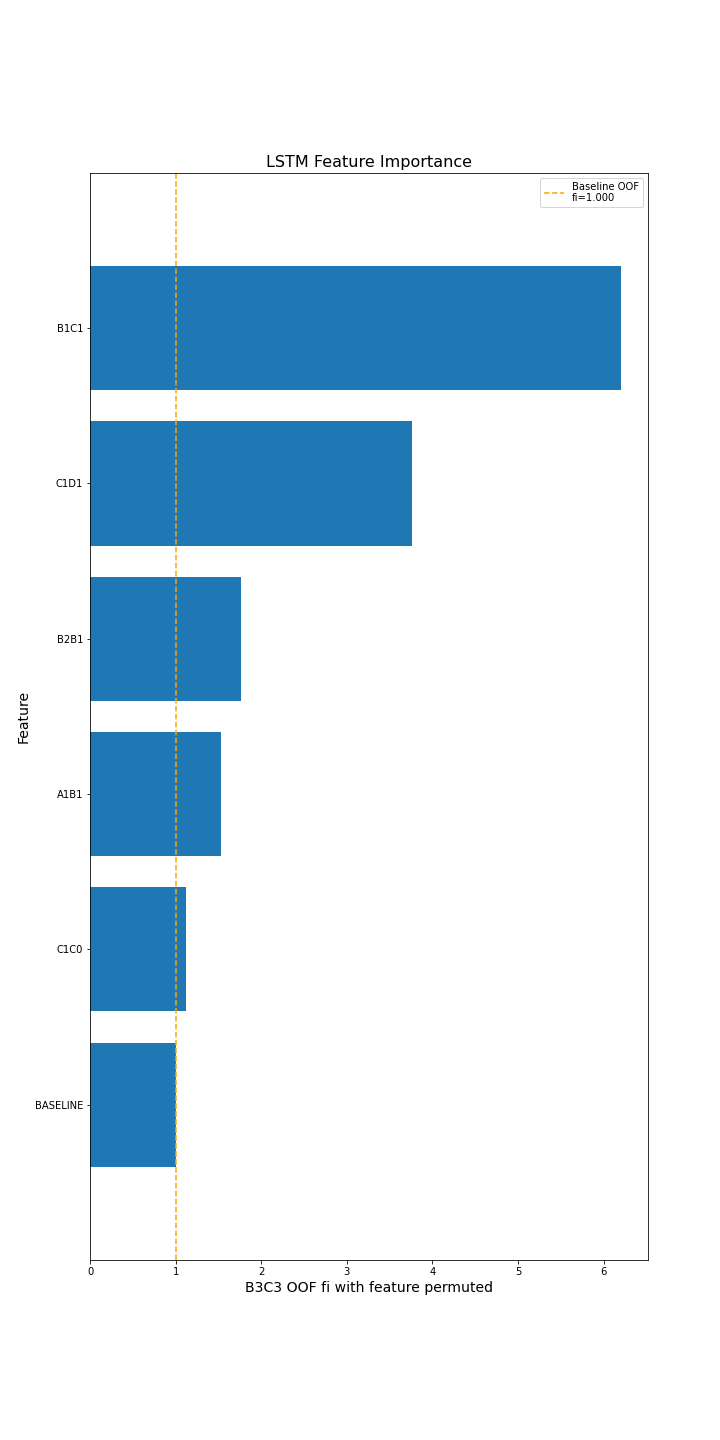 LSTM Feature Importance
Baseline OOF
fi=1.000
B1C1
C1D1
B2B1
Feature
A1B1
C1C0
BASELINE
0 1 2 3 4 5 6
B3C3 OOF fi with feature permuted